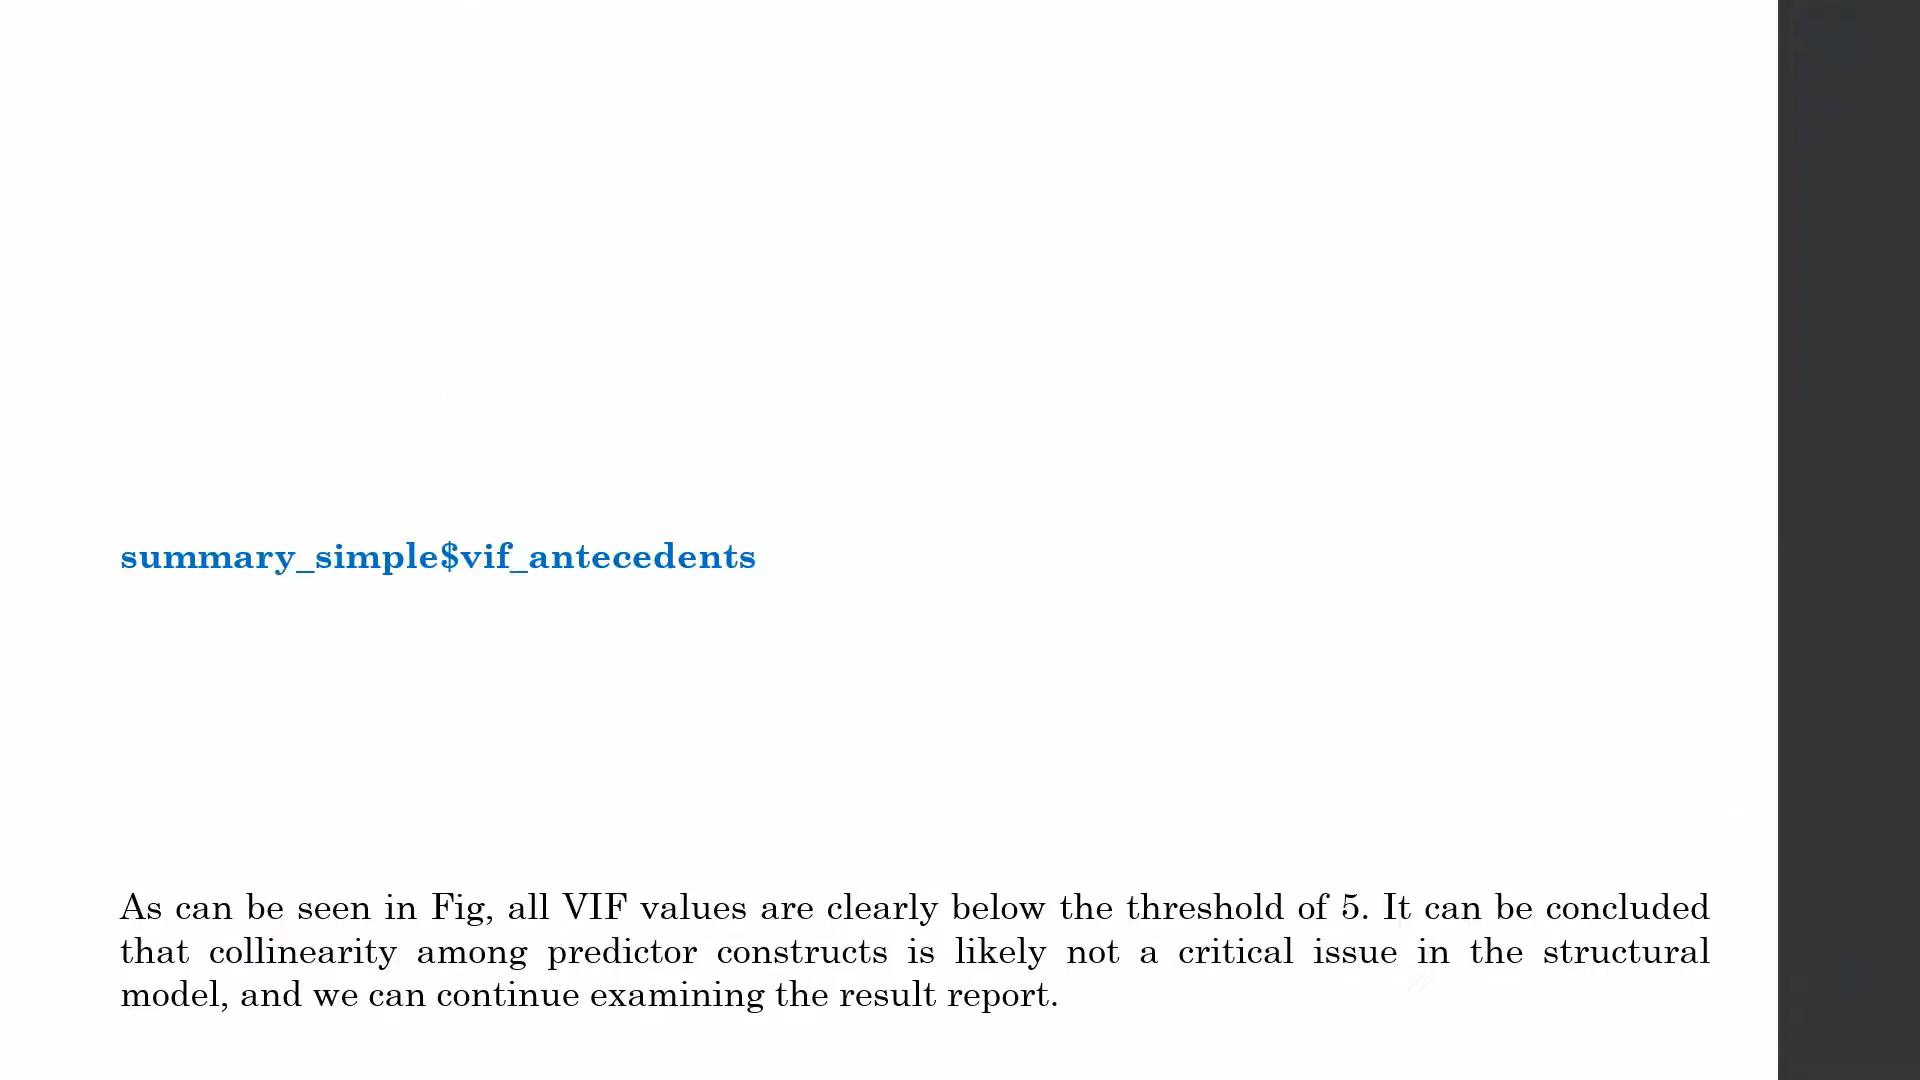 summary_simple$vif_antecedents
As can be seen in Fig, all VIF values are clearly below the threshold of 5. It can be concluded
that collinearity among predictor constructs is likely not a critical issue in the structural
model, and we can continue examining the result report.